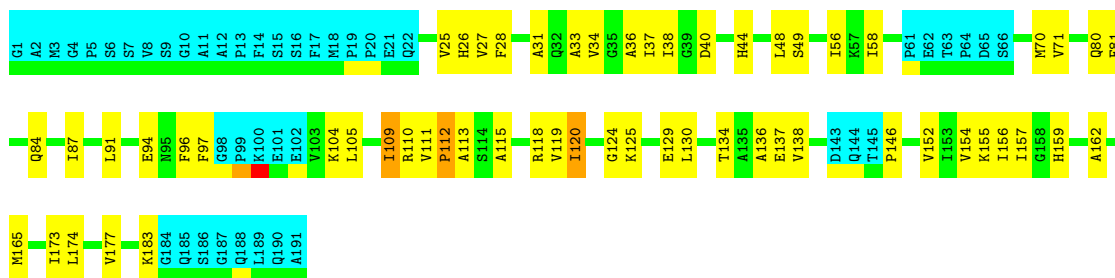 G1 A2 M3 G4 P5 S6 S7 V8 S9 G10 A11 A12 P13 F14 S15 S16 F17 M18 P19 P20 E21 Q22 V25 H26 V27 F28 A31 Q32 A33 V34 G35 A36 I37 I38 G39 D40 H44 L48 S49 I56 K57 I58 P61 E62 T63 P64 D65 S66 M70 V71 Q80 E81
Q84 I87 L91 E94 N95 F96 F97 G98 P99 K100 E101 E102 V103 K104 L105 I109 R110 V111 P112 A113 S114 A115 R118 V119 I120 G124 K125 E129 L130 T134 A135 A136 E137 V138 D143 Q144 T145 P146 V152 I153 V154 K155 I156 I157 G158 H159 A162
M165 I173 L174 V177 K183 G184 Q185 S186 G187 Q188 L189 Q190 A191